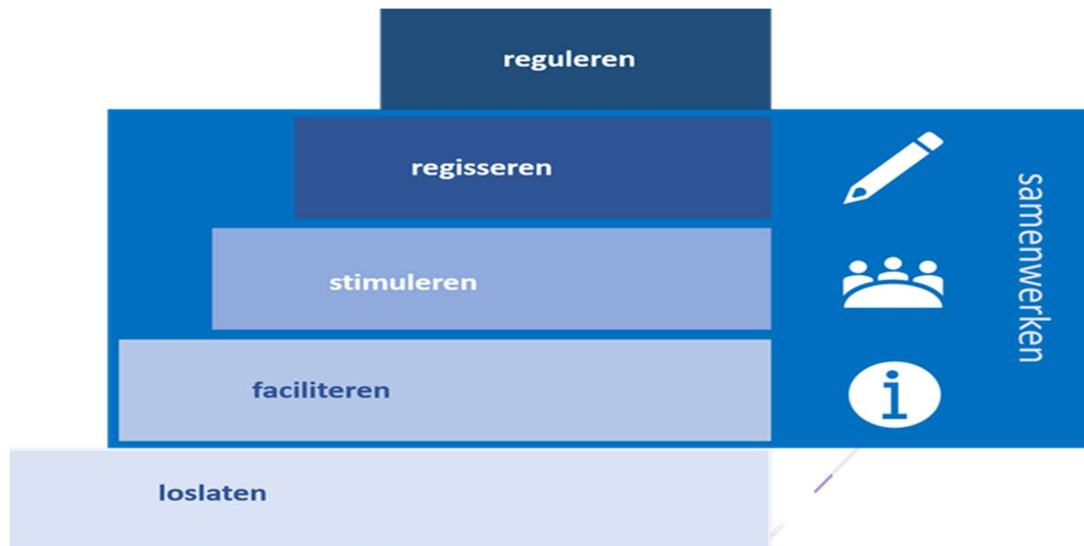 reguleren
regisseren
stimuleren
faciliteren
loslaten
samenwerken